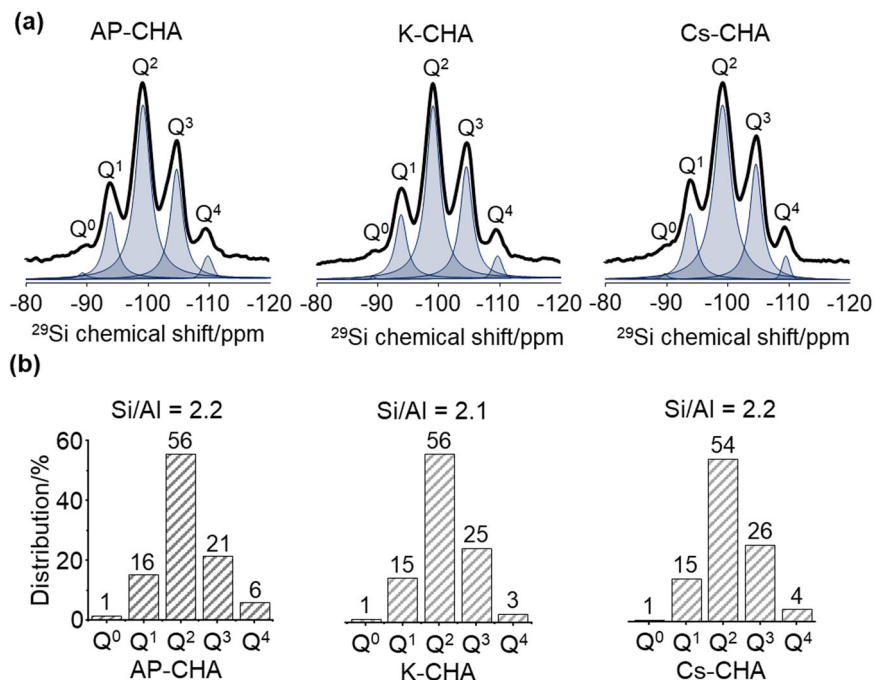 (a)
AP-CHA K-CHA Cs-CHA
Q² Q² Q²
Q³ Q³ Q³
Q¹ Q¹ Q¹
Q⁴ Q⁴ Q⁴
Q⁰ Q⁰ Q⁰
-80 -90 -100 -110 -120 -80 -90 -100 -110 -120 -80 -90 -100 -110 -120
²⁹Si chemical shift/ppm ²⁹Si chemical shift/ppm ²⁹Si chemical shift/ppm
(b)
Si/Al = 2.2 Si/Al = 2.1 Si/Al = 2.2
Distribution/%
60
40
20
0
1 16 56 21 6
1 15 56 25 3
1 15 54 26 4
Q⁰ Q¹ Q² Q³ Q⁴ Q⁰ Q¹ Q² Q³ Q⁴ Q⁰ Q¹ Q² Q³ Q⁴
AP-CHA K-CHA Cs-CHA